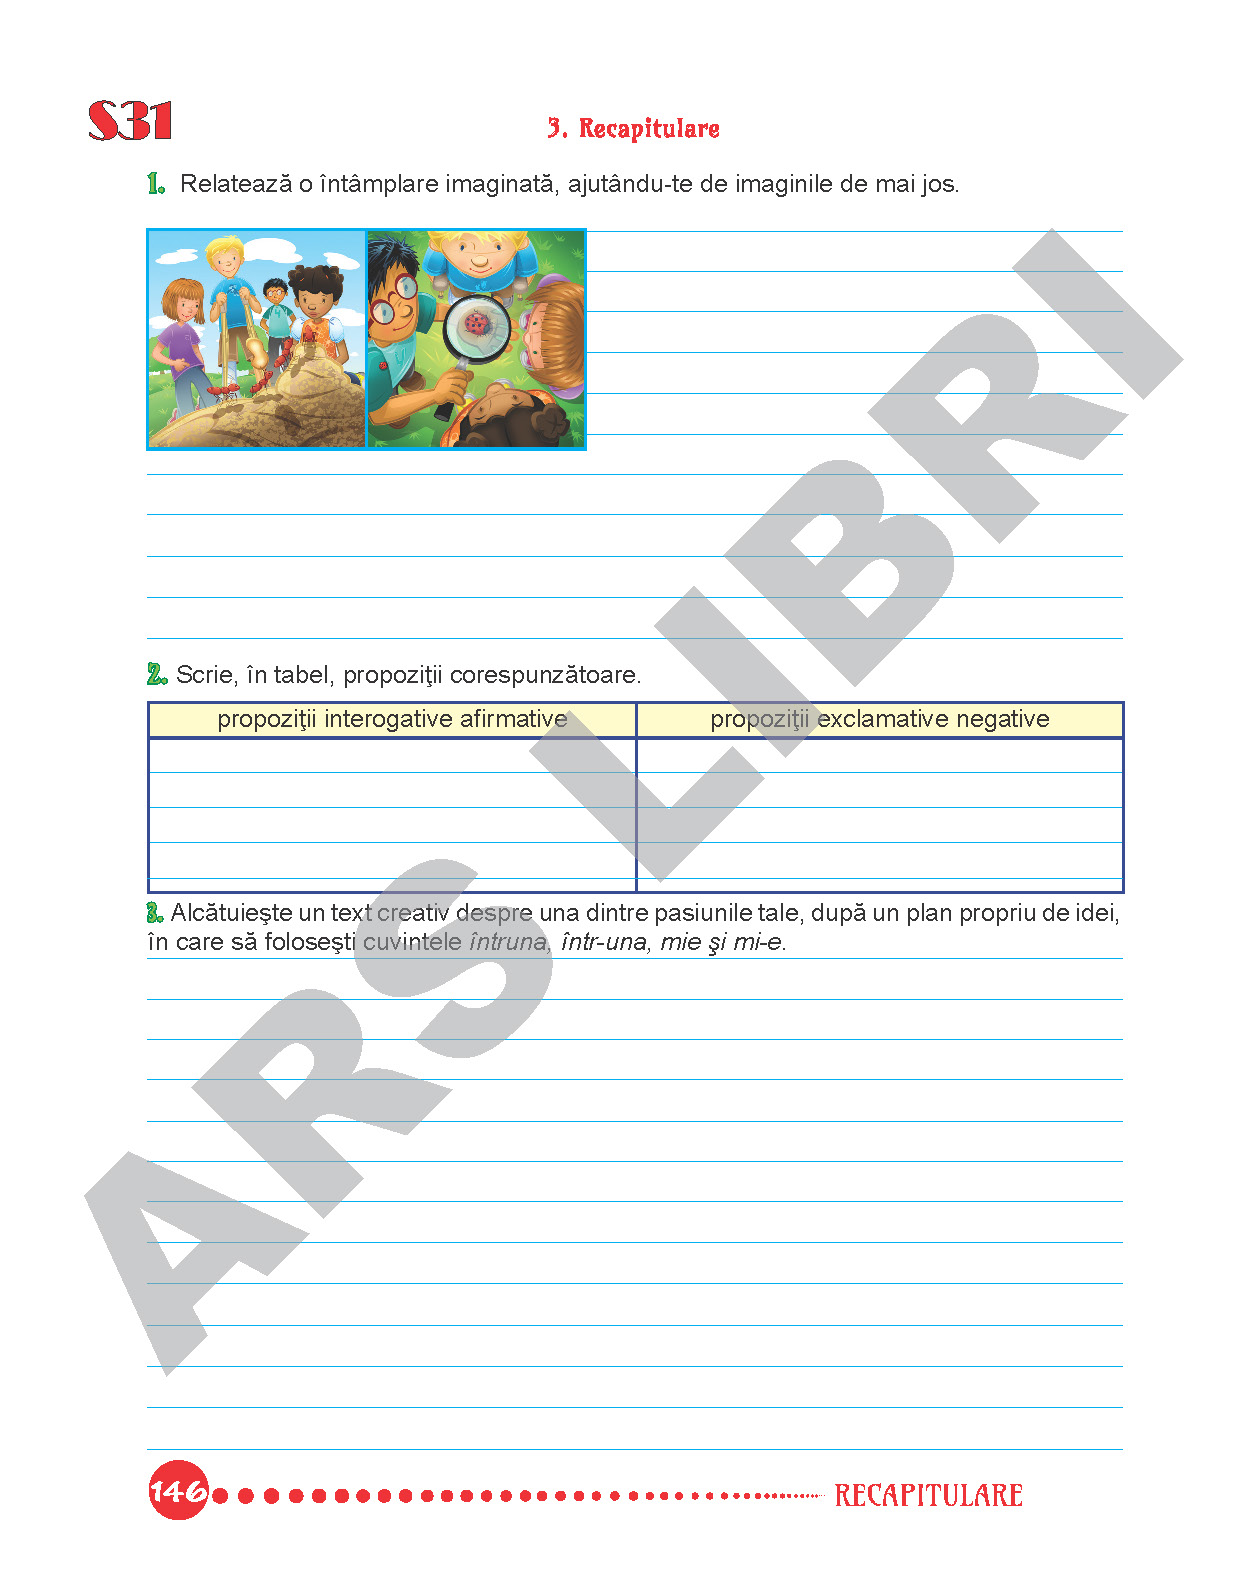 S31
3. Recapitulare
1. Relatează o întâmplare imaginată, ajutându-te de imaginile de mai jos.
2. Scrie, în tabel, propoziţii corespunzătoare.
propoziţii interogative afirmative
propoziţii exclamative negative
3. Alcătuieşte un text creativ despre una dintre pasiunile tale, după un plan propriu de idei,
în care să foloseşti cuvintele întruna, într-una, mie şi mi-e.
ARS LIBRI
146
RECAPITULARE